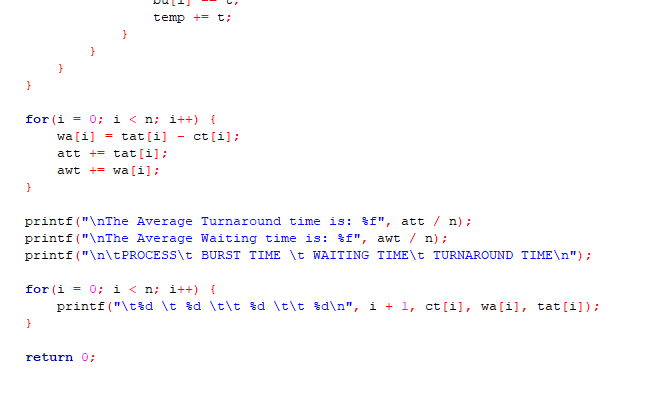 temp += t;
}
}
}
}
for(i = 0; i < n; i++) {
wa[i] = tat[i] - ct[i];
att += tat[i];
awt += wa[i];
}
printf("\nThe Average Turnaround time is: %f", att / n);
printf("\nThe Average Waiting time is: %f", awt / n);
printf("\n\tPROCESS\t BURST TIME \t WAITING TIME\t TURNAROUND TIME\n");
for(i = 0; i < n; i++) {
printf("\t%d \t %d \t\t %d \t\t %d\n", i + 1, ct[i], wa[i], tat[i]);
}
return 0;